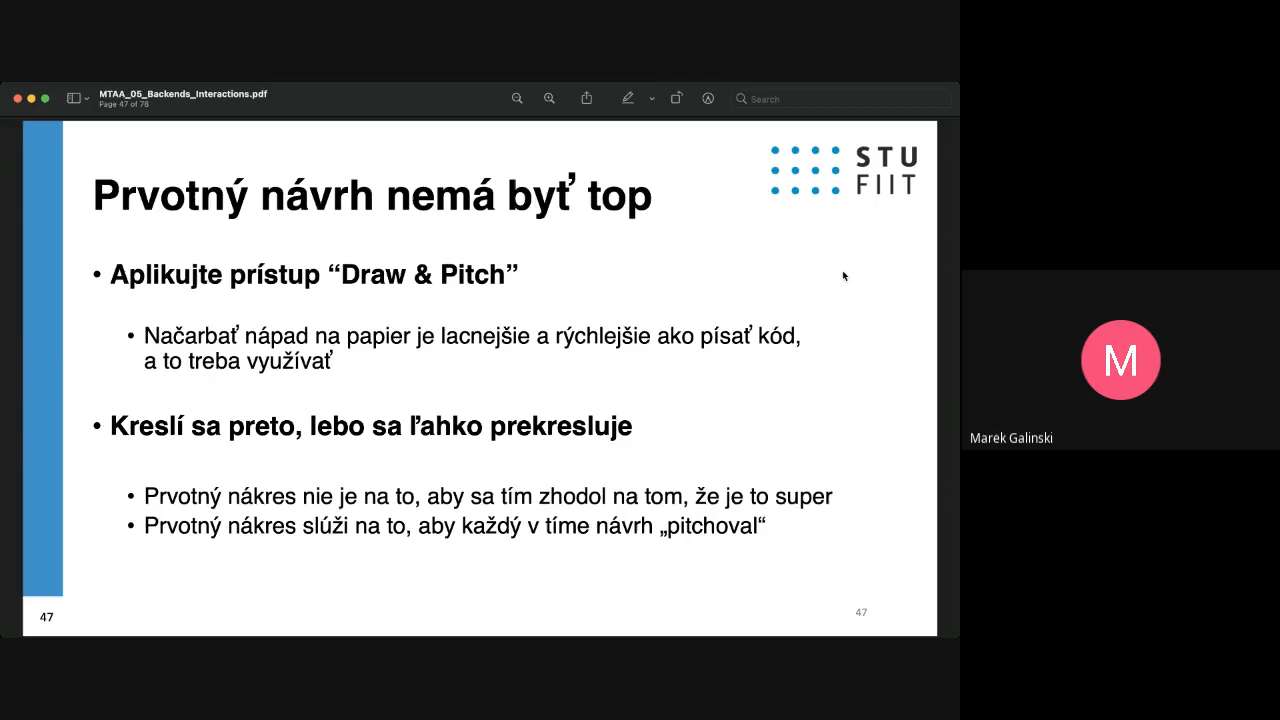 MTAA_05_Backends_Interactions.pdf
Page 47 of 78
Search
STU
FIIT
Prvotný návrh nemá byť top
• Aplikujte prístup “Draw & Pitch”
• Načarbať nápad na papier je lacnejšie a rýchlejšie ako písať kód,
a to treba využívať
• Kreslí sa preto, lebo sa ľahko prekresluje
• Prvotný nákres nie je na to, aby sa tím zhodol na tom, že je to super
• Prvotný nákres slúži na to, aby každý v tíme návrh „pitchoval“
47
47
M
Marek Galinski